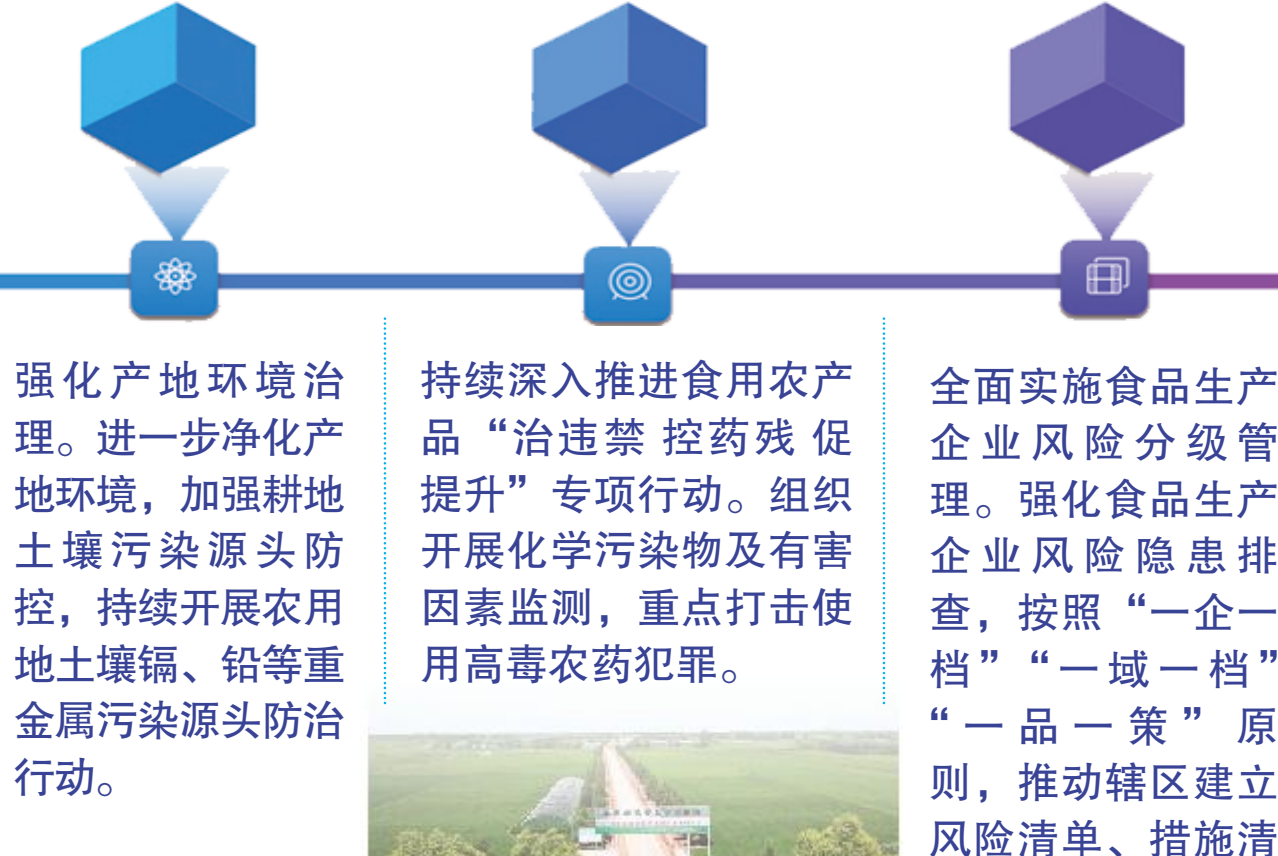 强化产地环境治
理。进一步净化产
地环境，加强耕地
土壤污染源头防
控，持续开展农用
地土壤镉、铅等重
金属污染源头防治
行动。
持续深入推进食用农产
品“治违禁 控药残 促
提升”专项行动。组织
开展化学污染物及有害
因素监测，重点打击使
用高毒农药犯罪。
全面实施食品生产
企业风险分级管
理。强化食品生产
企业风险隐患排
查，按照“一企一
档”“一域一档”
“一品一策”原
则，推动辖区建立
风险清单、措施清